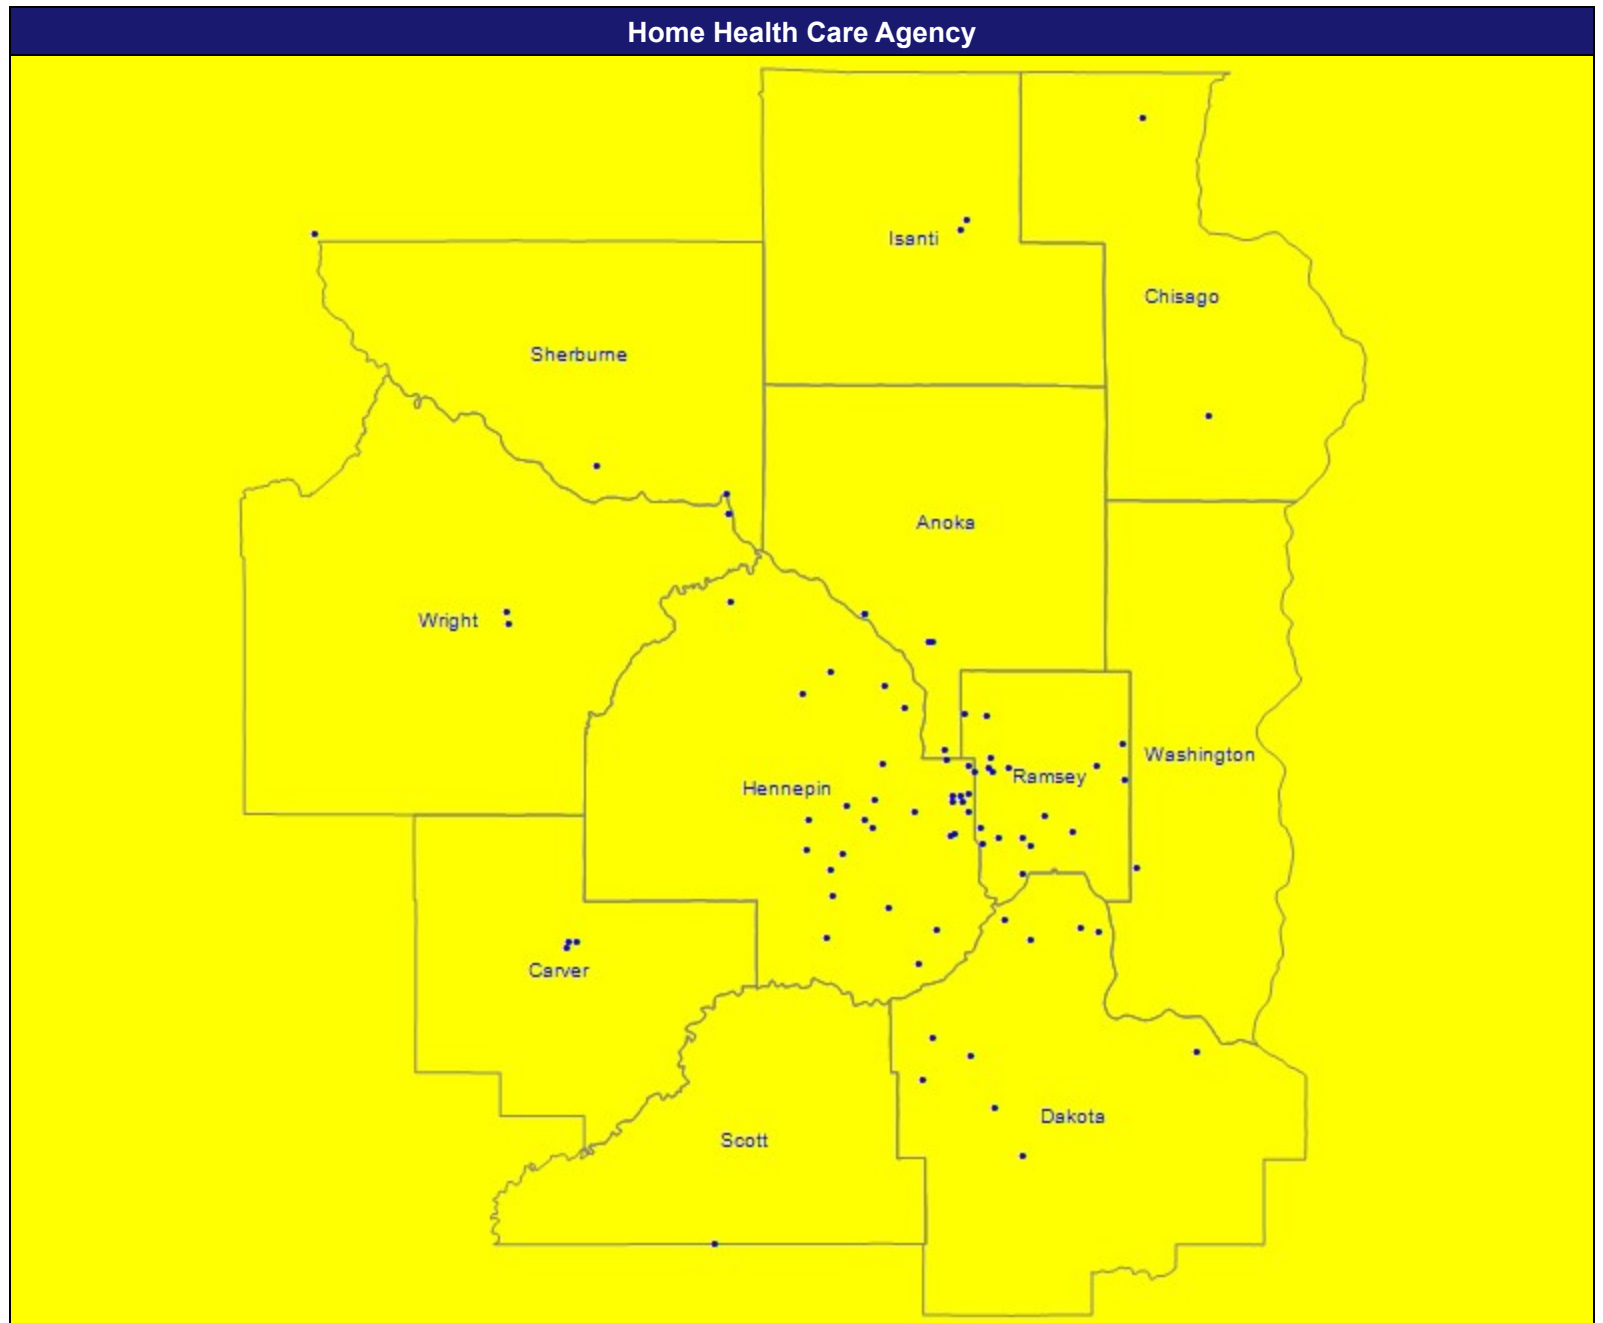 Home Health Care Agency
Isanti
Chisago
Sherburne
Anoka
Wright
Washington
Ramsey
Hennepin
Carver
Dakota
Scott